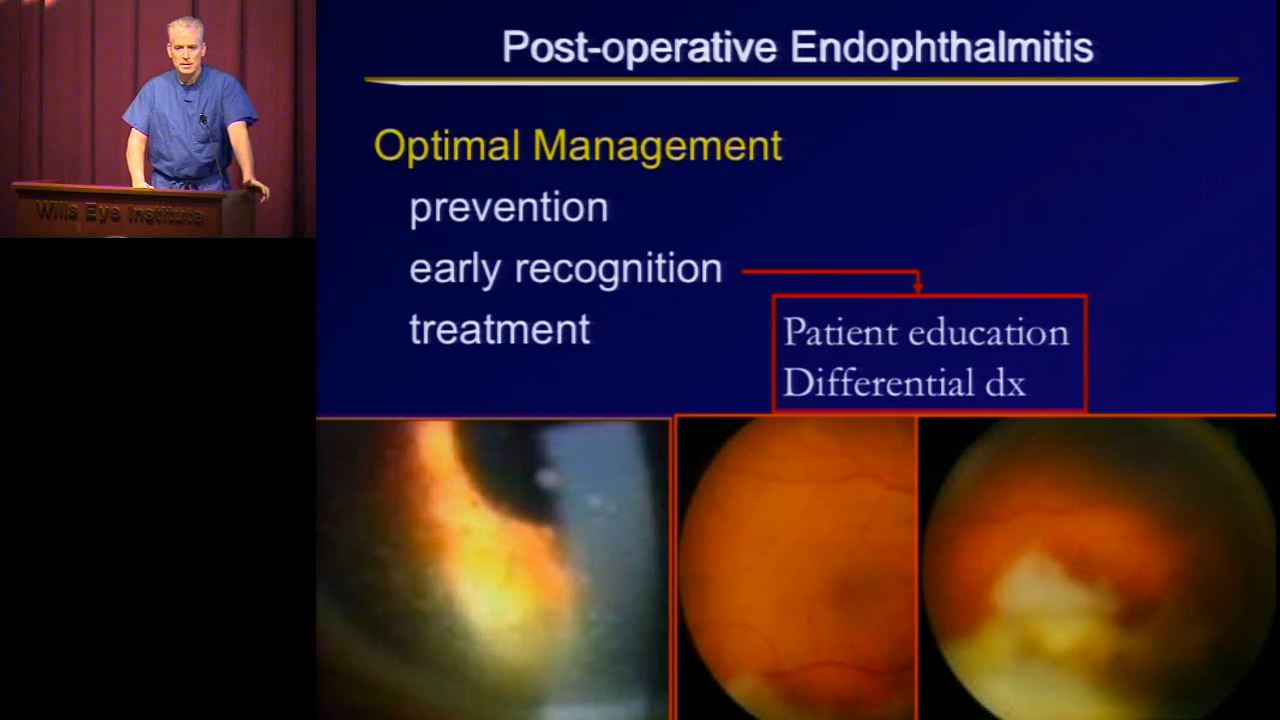 Wills Eye Institute
Post-operative Endophthalmitis
Optimal Management
prevention
early recognition
treatment
Patient education
Differential dx